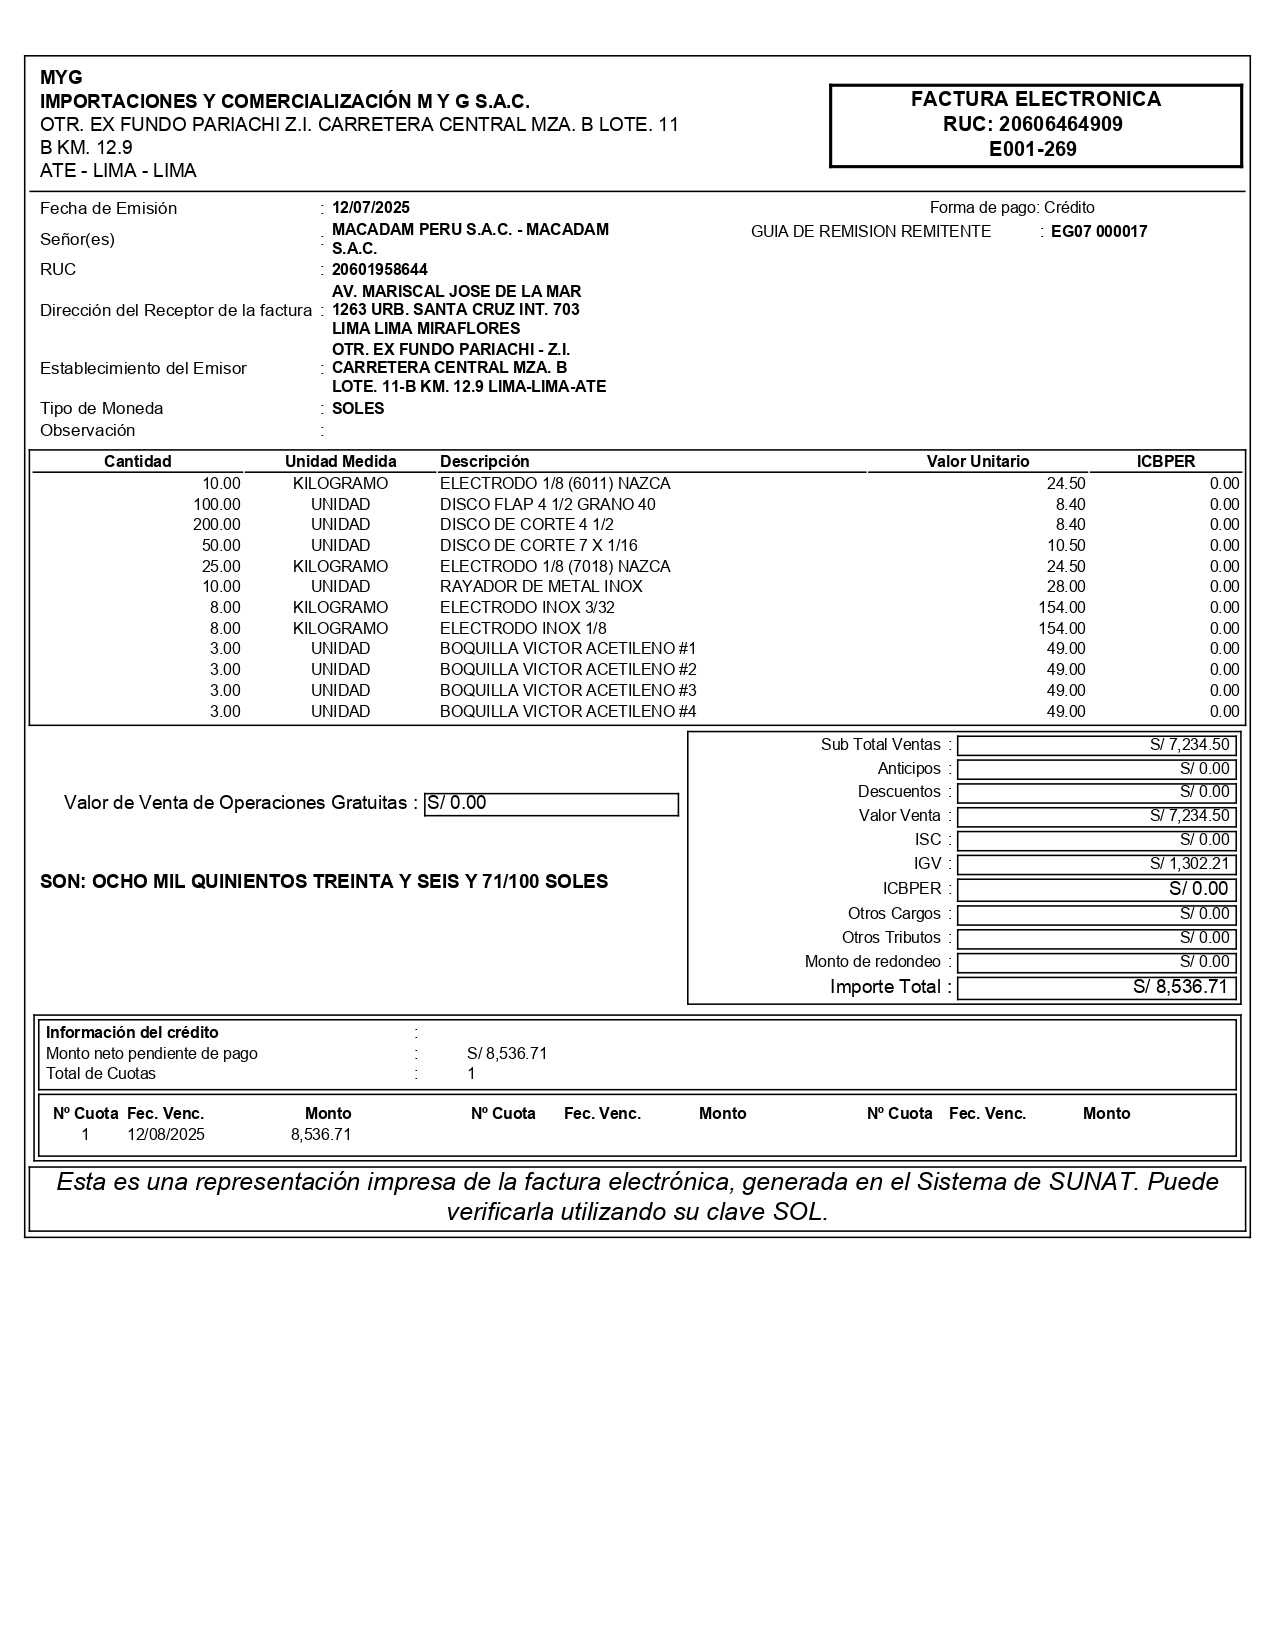 MYG
IMPORTACIONES Y COMERCIALIZACIÓN M Y G S.A.C.
OTR. EX FUNDO PARIACHI Z.I. CARRETERA CENTRAL MZA. B LOTE. 11
B KM. 12.9
ATE - LIMA - LIMA
FACTURA ELECTRONICA
RUC: 20606464909
E001-269
Fecha de Emisión : 12/07/2025
Forma de pago: Crédito
Señor(es) : MACADAM PERU S.A.C. - MACADAM
S.A.C.
GUIA DE REMISION REMITENTE : EG07 000017
RUC : 20601958644
Dirección del Receptor de la factura : AV. MARISCAL JOSE DE LA MAR
1263 URB. SANTA CRUZ INT. 703
LIMA LIMA MIRAFLORES
Establecimiento del Emisor : OTR. EX FUNDO PARIACHI - Z.I.
CARRETERA CENTRAL MZA. B
LOTE. 11-B KM. 12.9 LIMA-LIMA-ATE
Tipo de Moneda : SOLES
Observación :
Cantidad Unidad Medida Descripción Valor Unitario ICBPER
10.00 KILOGRAMO ELECTRODO 1/8 (6011) NAZCA 24.50 0.00
100.00 UNIDAD DISCO FLAP 4 1/2 GRANO 40 8.40 0.00
200.00 UNIDAD DISCO DE CORTE 4 1/2 8.40 0.00
50.00 UNIDAD DISCO DE CORTE 7 X 1/16 10.50 0.00
25.00 KILOGRAMO ELECTRODO 1/8 (7018) NAZCA 24.50 0.00
10.00 UNIDAD RAYADOR DE METAL INOX 28.00 0.00
8.00 KILOGRAMO ELECTRODO INOX 3/32 154.00 0.00
8.00 KILOGRAMO ELECTRODO INOX 1/8 154.00 0.00
3.00 UNIDAD BOQUILLA VICTOR ACETILENO #1 49.00 0.00
3.00 UNIDAD BOQUILLA VICTOR ACETILENO #2 49.00 0.00
3.00 UNIDAD BOQUILLA VICTOR ACETILENO #3 49.00 0.00
3.00 UNIDAD BOQUILLA VICTOR ACETILENO #4 49.00 0.00
Valor de Venta de Operaciones Gratuitas : S/ 0.00
SON: OCHO MIL QUINIENTOS TREINTA Y SEIS Y 71/100 SOLES
Sub Total Ventas : S/ 7,234.50
Anticipos : S/ 0.00
Descuentos : S/ 0.00
Valor Venta : S/ 7,234.50
ISC : S/ 0.00
IGV : S/ 1,302.21
ICBPER : S/ 0.00
Otros Cargos : S/ 0.00
Otros Tributos : S/ 0.00
Monto de redondeo : S/ 0.00
Importe Total : S/ 8,536.71
Información del crédito :
Monto neto pendiente de pago : S/ 8,536.71
Total de Cuotas : 1
Nº Cuota Fec. Venc. Monto Nº Cuota Fec. Venc. Monto Nº Cuota Fec. Venc. Monto
1 12/08/2025 8,536.71
Esta es una representación impresa de la factura electrónica, generada en el Sistema de SUNAT. Puede
verificarla utilizando su clave SOL.